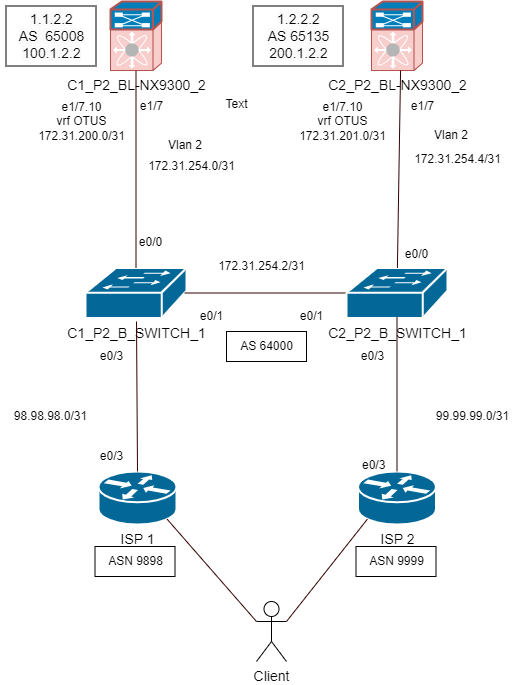 1.1.2.2
AS 65008
100.1.2.2
1.2.2.2
AS 65135
200.1.2.2
C1_P2_BL-NX9300_2
C2_P2_BL-NX9300_2
e1/7.10
e1/7
vrf OTUS
172.31.200.0/31
Text
e1/7.10
e1/7
vrf OTUS
172.31.201.0/31
Vlan 2
172.31.254.0/31
Vlan 2
172.31.254.4/31
e0/0
e0/0
172.31.254.2/31
e0/1
e0/1
C1_P2_B_SWITCH_1
C2_P2_B_SWITCH_1
AS 64000
e0/3
e0/3
98.98.98.0/31
99.99.99.0/31
e0/3
e0/3
ISP 1
ISP 2
ASN 9898
ASN 9999
Client